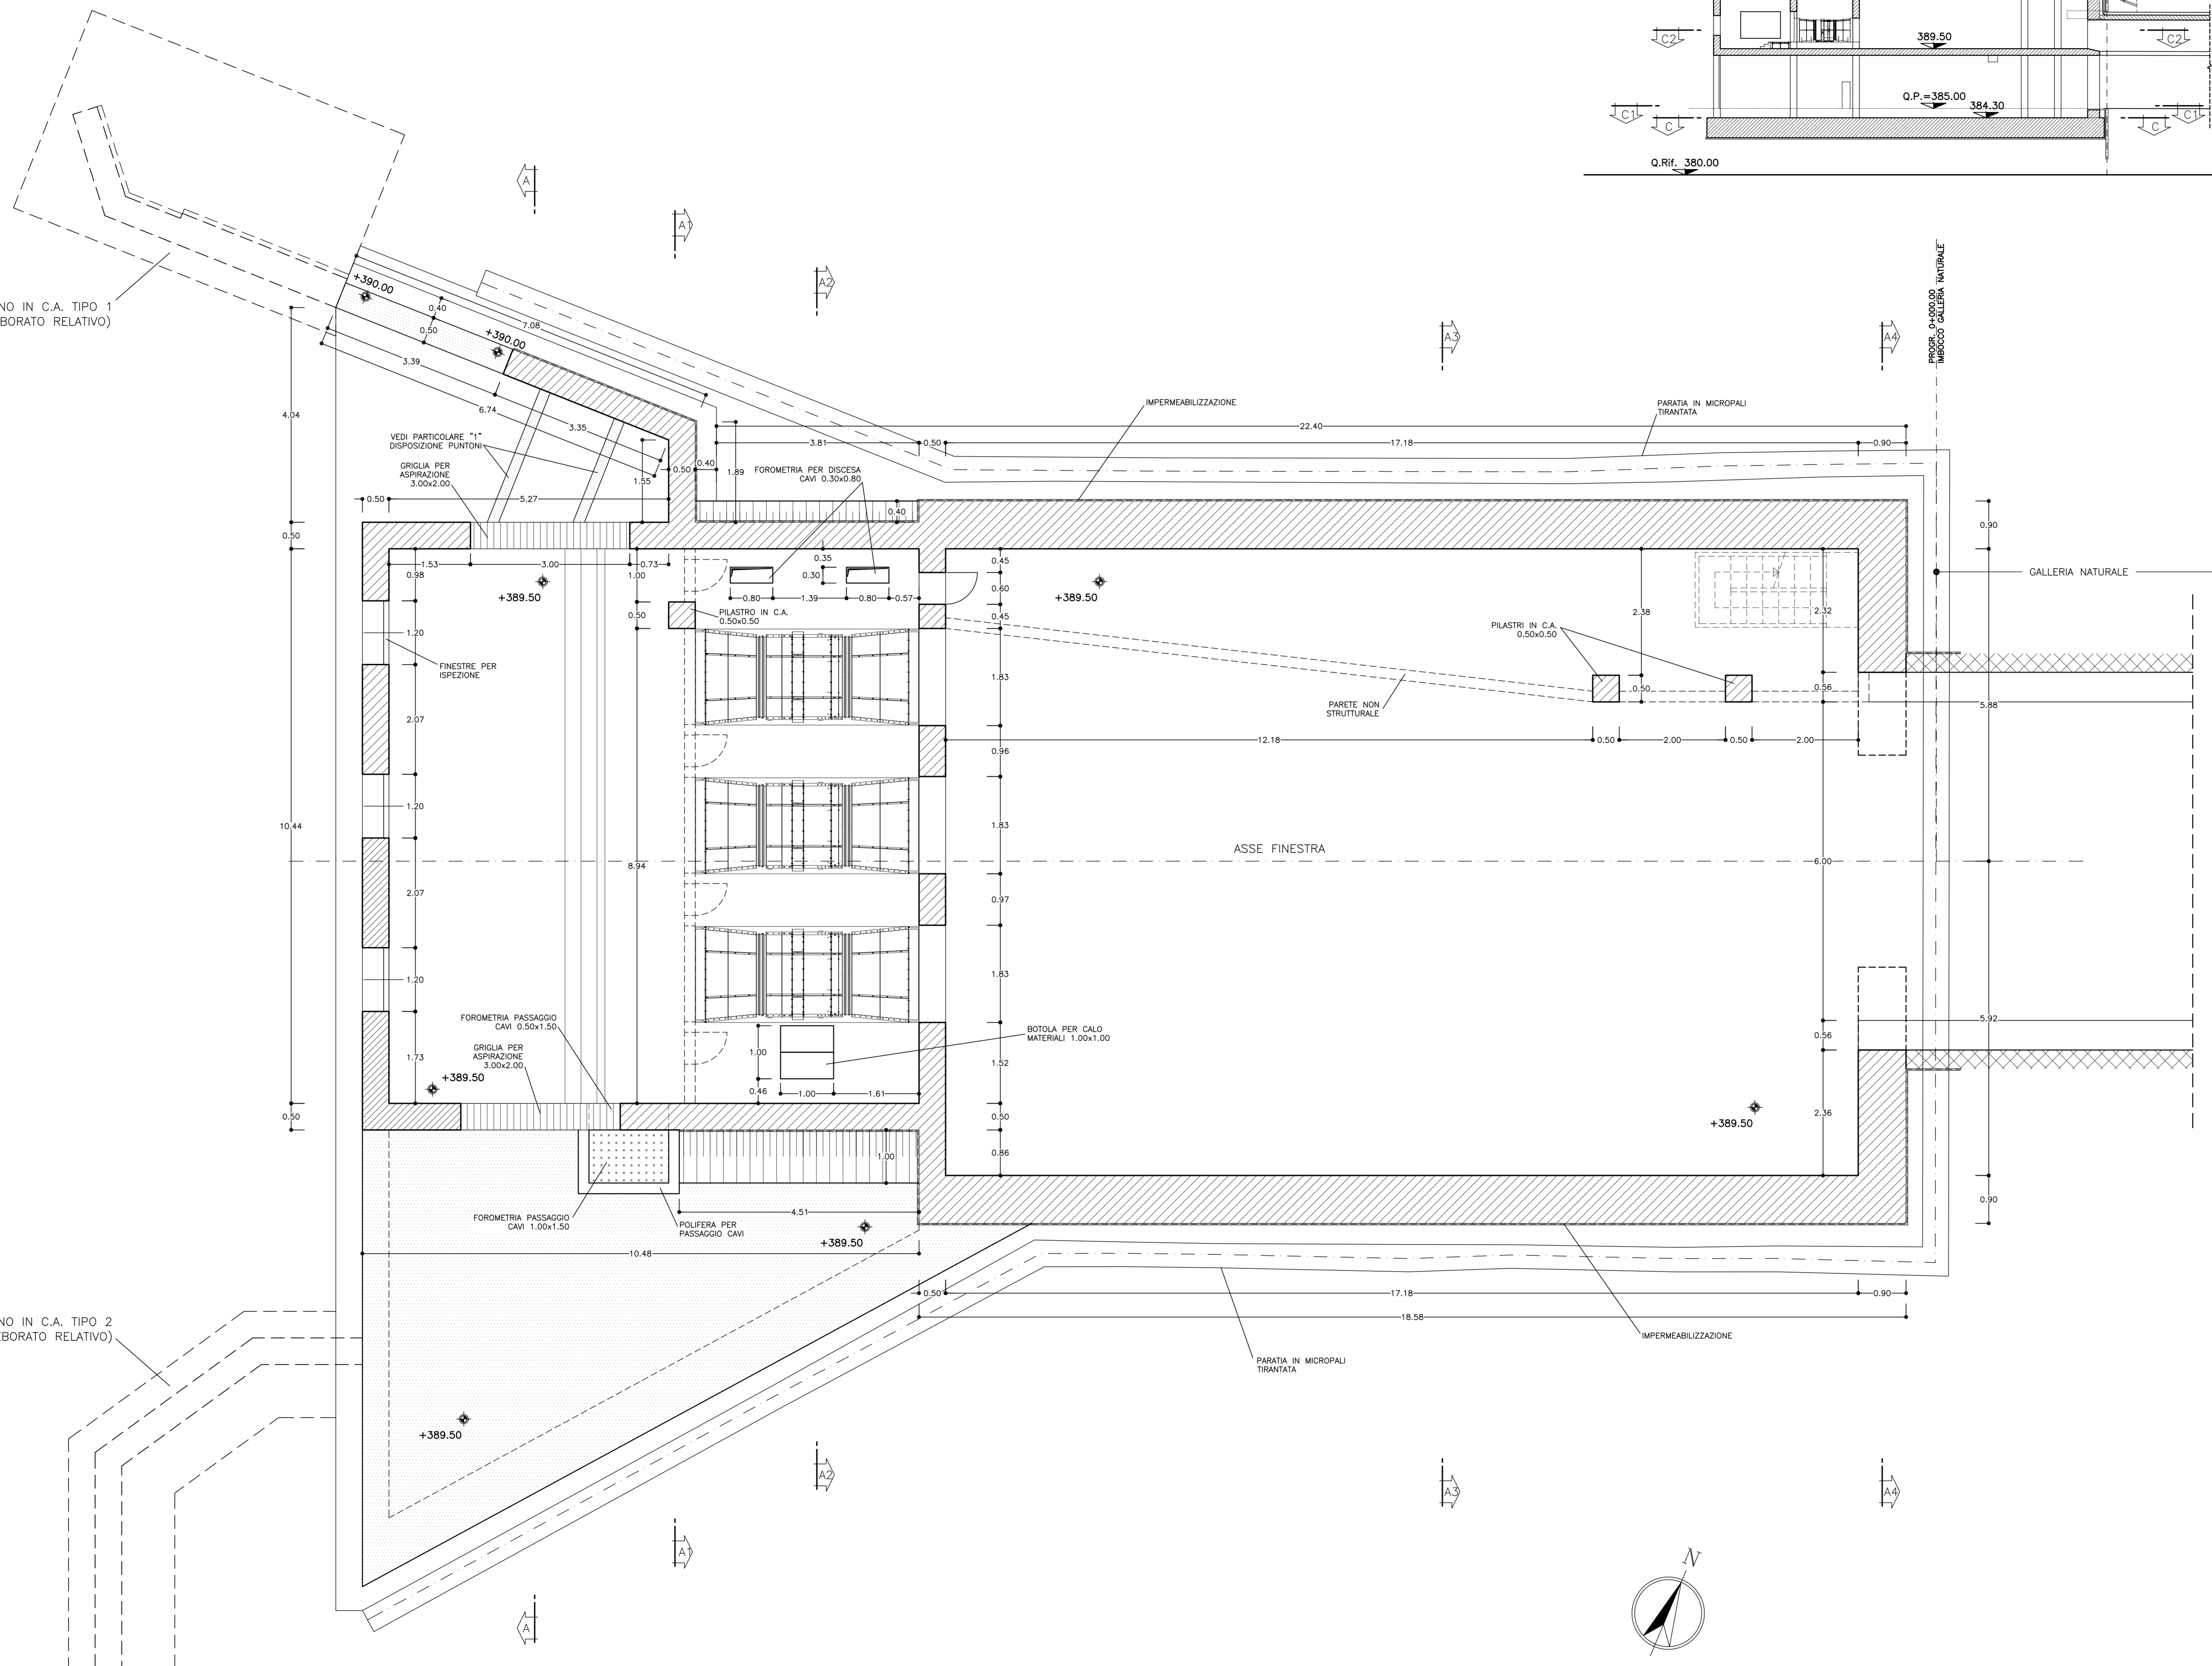 C2
C2
389.50
Q.P.=385.00
384.30
C1
C
C
C1
Q.Rif. 380.00
A
A1
A2
A3
A4
PROGR. 0+000.00
IMBOCCO GALLERIA NATURALE
NO IN C.A. TIPO 1
BORATO RELATIVO)
+390.00
+390.00
0.40
0.50
7.08
3.39
6.74
3.35
4.04
VEDI PARTICOLARE "1"
DISPOSIZIONE PUNTONI
GRIGLIA PER
ASPIRAZIONE
3.00x2.00
IMPERMEABILIZZAZIONE
PARATIA IN MICROPALI
TIRANTATA
22.40
3.81
0.50
17.18
0.90
0.50
0.40
1.89
1.55
FOROMETRIA PER DISCESA
CAVI 0.30x0.80
0.50
5.27
0.40
0.50
0.90
1.53
3.00
0.73
0.98
1.00
0.35
0.30
0.45
0.60
0.45
+389.50
+389.50
0.80
1.39
0.80
0.57
0.50
PILASTRO IN C.A.
0.50x0.50
GALLERIA NATURALE
2.38
2.32
PILASTRI IN C.A.
0.50x0.50
1.20
FINESTRE PER
ISPEZIONE
1.83
0.50
0.56
5.88
PARETE NON
STRUTTURALE
2.07
0.96
12.18
0.50
2.00
0.50
2.00
1.20
1.83
10.44
8.94
ASSE FINESTRA
6.00
2.07
0.97
1.20
1.83
FOROMETRIA PASSAGGIO
CAVI 0.50x1.50
5.92
BOTOLA PER CALO
MATERIALI 1.00x1.00
0.56
1.73
GRIGLIA PER
ASPIRAZIONE
3.00x2.00
1.00
1.52
+389.50
0.46
1.00
1.61
0.50
0.50
2.36
+389.50
0.86
1.00
0.90
4.51
FOROMETRIA PASSAGGIO
CAVI 1.00x1.50
POLIFERA PER
PASSAGGIO CAVI
+389.50
10.48
0.50
17.18
0.90
18.58
NO IN C.A. TIPO 2
BORATO RELATIVO)
IMPERMEABILIZZAZIONE
PARATIA IN MICROPALI
TIRANTATA
+389.50
A2
A3
A4
A1
A
N